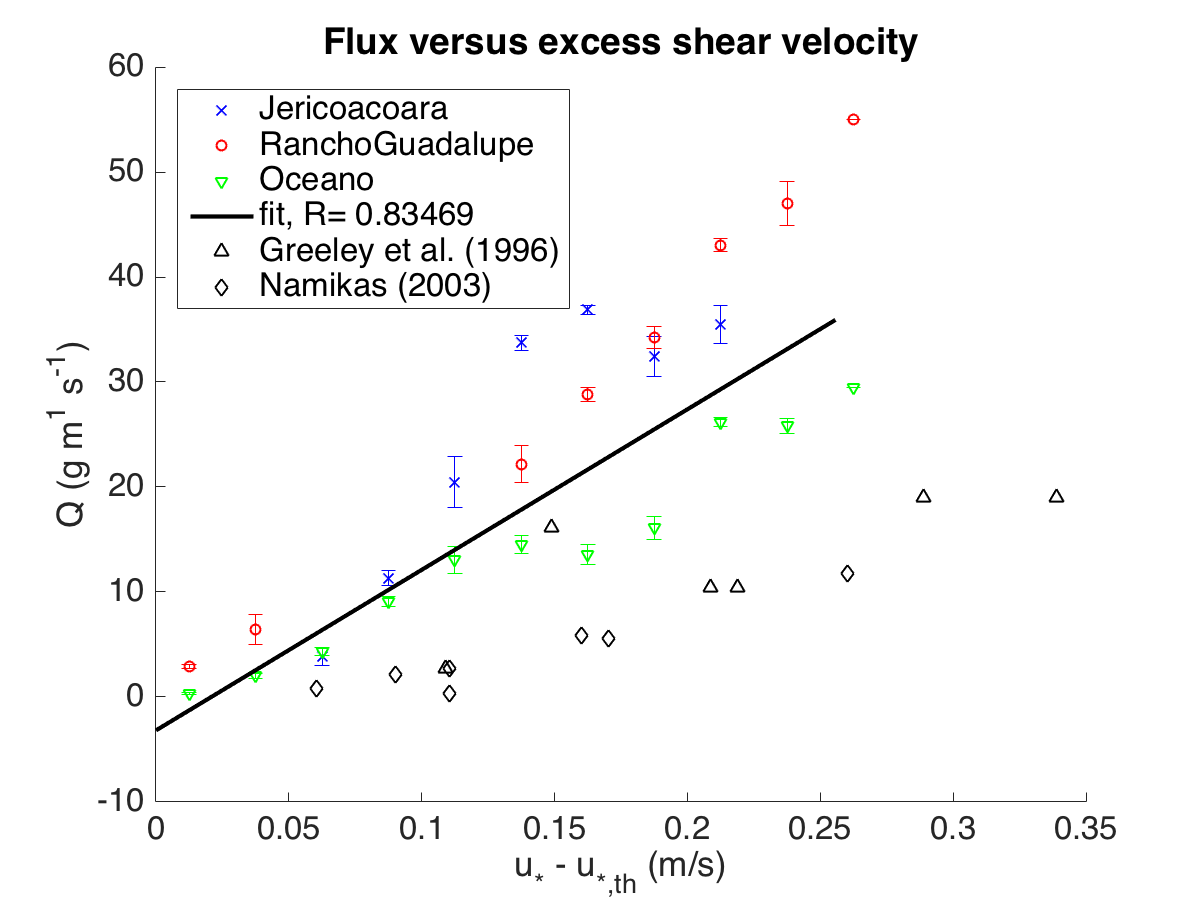 Flux versus excess shear velocity
60
50
40
30
20
10
0
-10
Q (g m¹ s⁻¹)
Jericoacoara
RanchoGuadalupe
Oceano
fit, R= 0.83469
Greeley et al. (1996)
Namikas (2003)
0 0.05 0.1 0.15 0.2 0.25 0.3 0.35
u* - u*,th (m/s)